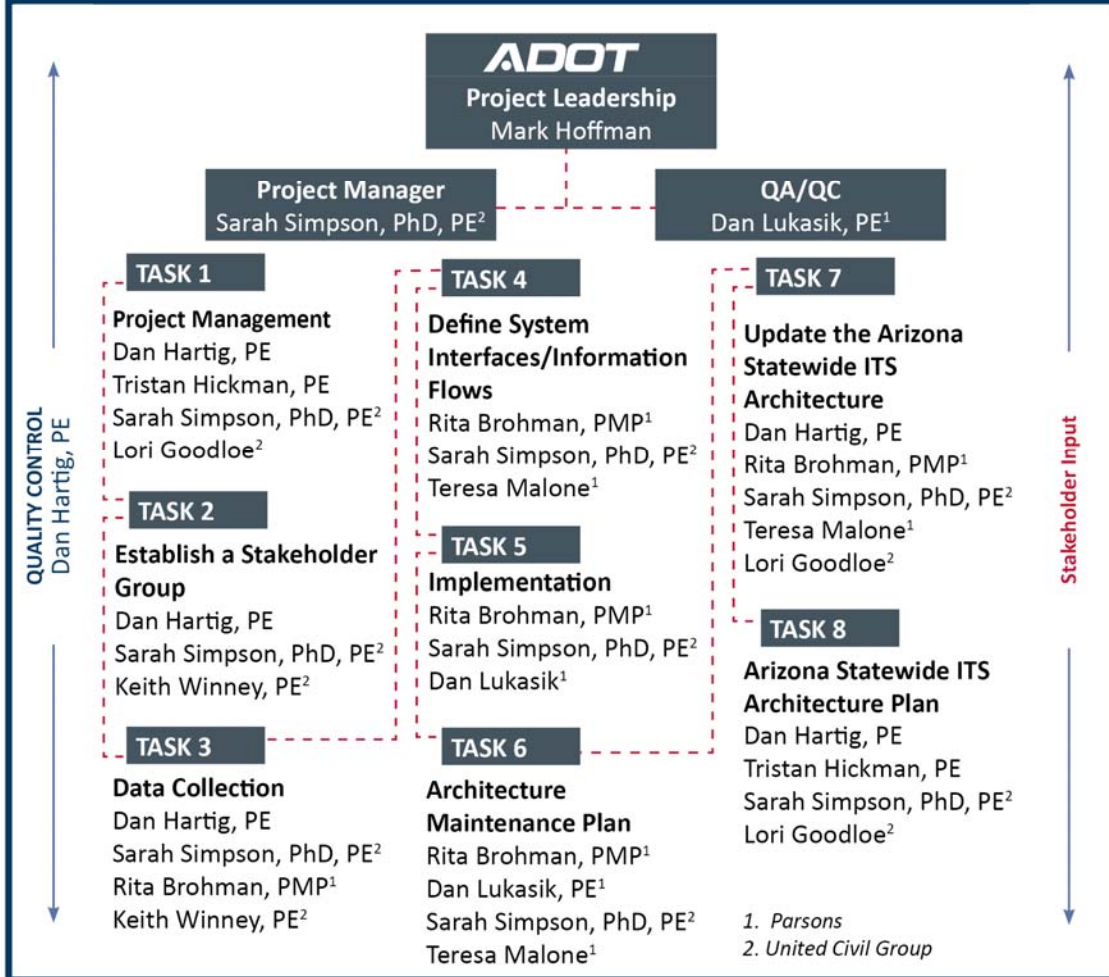 ADOT
Project Leadership
Mark Hoffman
Project Manager
Sarah Simpson, PhD, PE²
QA/QC
Dan Lukasik, PE¹
QUALITY CONTROL
Dan Hartig, PE
TASK 1
Project Management
Dan Hartig, PE
Tristan Hickman, PE
Sarah Simpson, PhD, PE²
Lori Goodloe²
TASK 2
Establish a Stakeholder
Group
Dan Hartig, PE
Sarah Simpson, PhD, PE²
Keith Winney, PE²
TASK 3
Data Collection
Dan Hartig, PE
Sarah Simpson, PhD, PE²
Rita Brohman, PMP¹
Keith Winney, PE²
TASK 4
Define System
Interfaces/Information
Flows
Rita Brohman, PMP¹
Sarah Simpson, PhD, PE²
Teresa Malone¹
TASK 5
Implementation
Rita Brohman, PMP¹
Sarah Simpson, PhD, PE²
Dan Lukasik¹
TASK 6
Architecture
Maintenance Plan
Rita Brohman, PMP¹
Dan Lukasik, PE¹
Sarah Simpson, PhD, PE²
Teresa Malone¹
TASK 7
Update the Arizona
Statewide ITS
Architecture
Dan Hartig, PE
Rita Brohman, PMP¹
Sarah Simpson, PhD, PE²
Teresa Malone¹
Lori Goodloe²
TASK 8
Arizona Statewide ITS
Architecture Plan
Dan Hartig, PE
Tristan Hickman, PE
Sarah Simpson, PhD, PE²
Lori Goodloe²
1. Parsons
2. United Civil Group
Stakeholder Input